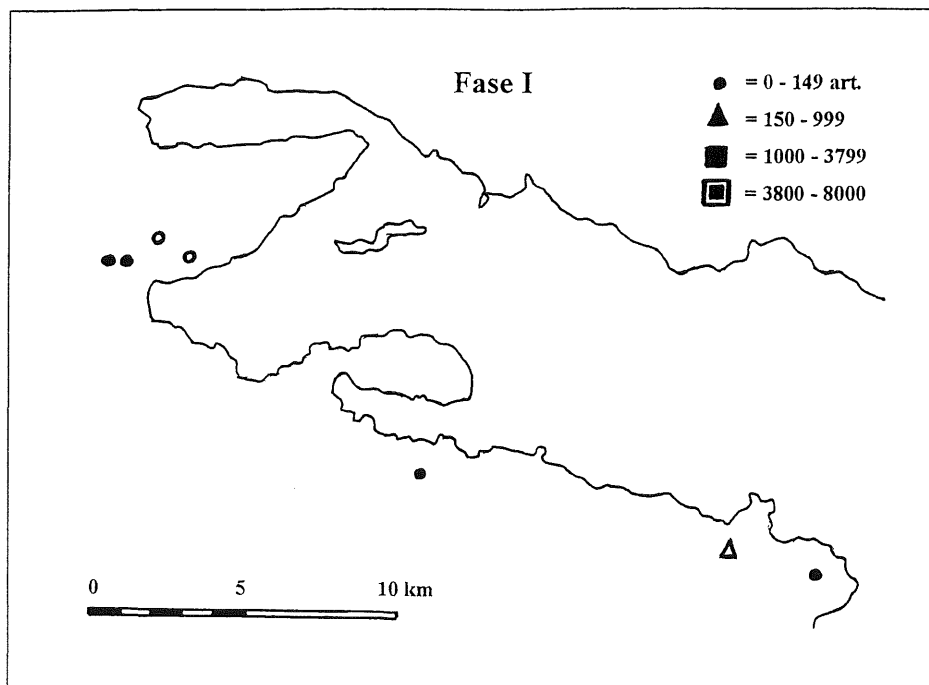 Fase I
● = 0 - 149 art.
▲ = 150 - 999
■ = 1000 - 3799
▣ = 3800 - 8000
0 5 10 km